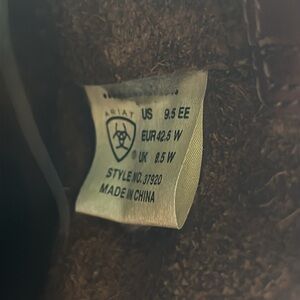 ARIAT
US 9.5 EE
EUR 42.5 W
® UK 8.5 W
STYLE NO. 37920
MADE IN CHINA